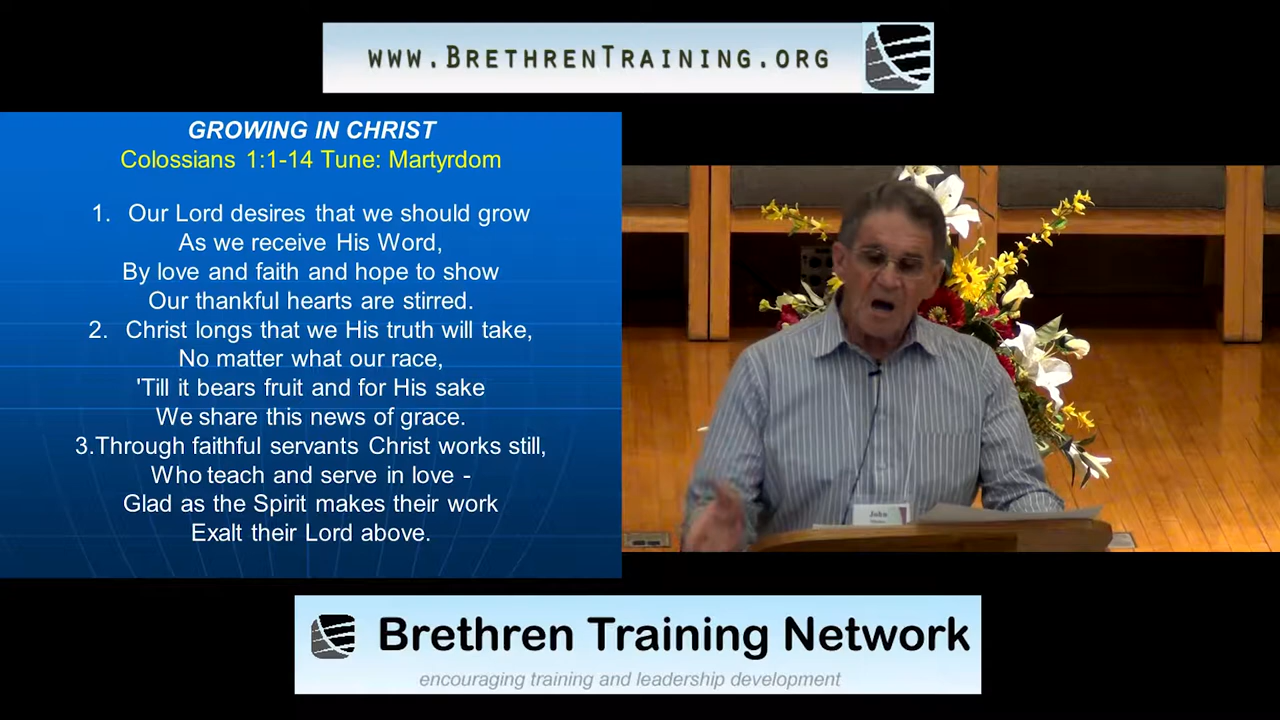 www.BrethrenTraining.org
GROWING IN CHRIST
Colossians 1:1-14 Tune: Martyrdom
1. Our Lord desires that we should grow
As we receive His Word,
By love and faith and hope to show
Our thankful hearts are stirred.
2. Christ longs that we His truth will take,
No matter what our race,
'Till it bears fruit and for His sake
We share this news of grace.
3.Through faithful servants Christ works still,
Who teach and serve in love -
Glad as the Spirit makes their work
Exalt their Lord above.
John
Brethren Training Network
encouraging training and leadership development